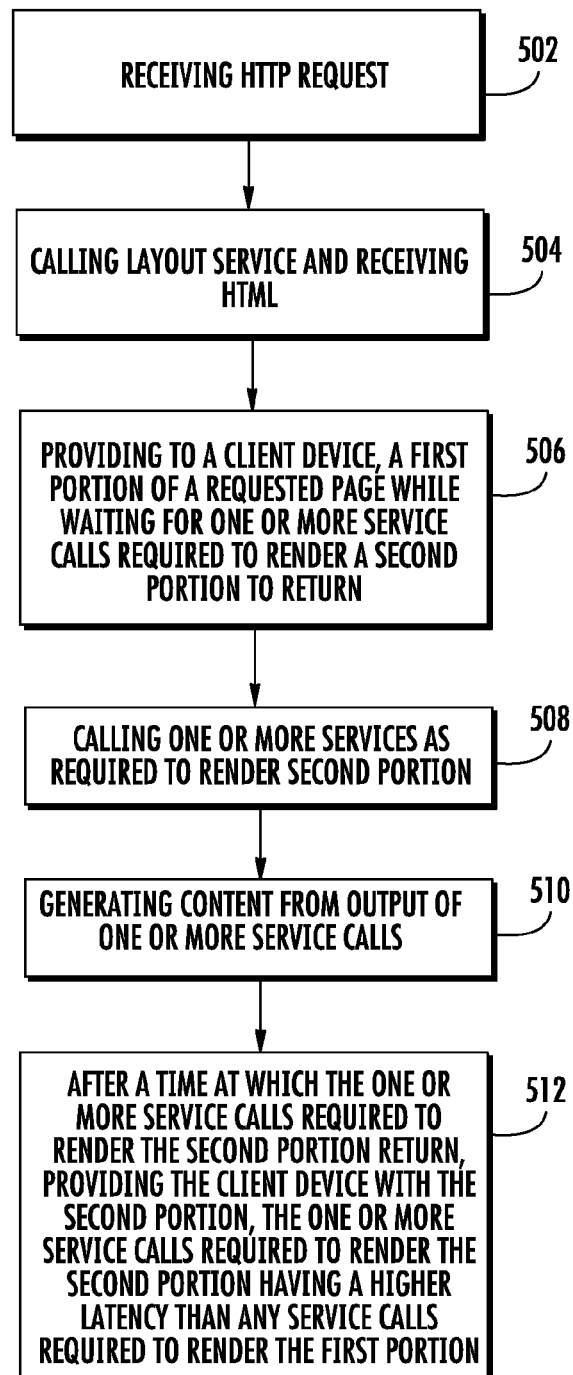 RECEIVING HTTP REQUEST
502
CALLING LAYOUT SERVICE AND RECEIVING
HTML
504
PROVIDING TO A CLIENT DEVICE, A FIRST
PORTION OF A REQUESTED PAGE WHILE
WAITING FOR ONE OR MORE SERVICE
CALLS REQUIRED TO RENDER A SECOND
PORTION TO RETURN
506
CALLING ONE OR MORE SERVICES AS
REQUIRED TO RENDER SECOND PORTION
508
GENERATING CONTENT FROM OUTPUT OF
ONE OR MORE SERVICE CALLS
510
AFTER A TIME AT WHICH THE ONE OR
MORE SERVICE CALLS REQUIRED TO
RENDER THE SECOND PORTION RETURN,
PROVIDING THE CLIENT DEVICE WITH THE
SECOND PORTION, THE ONE OR MORE
SERVICE CALLS REQUIRED TO RENDER THE
SECOND PORTION HAVING A HIGHER
LATENCY THAN ANY SERVICE CALLS
REQUIRED TO RENDER THE FIRST PORTION
512